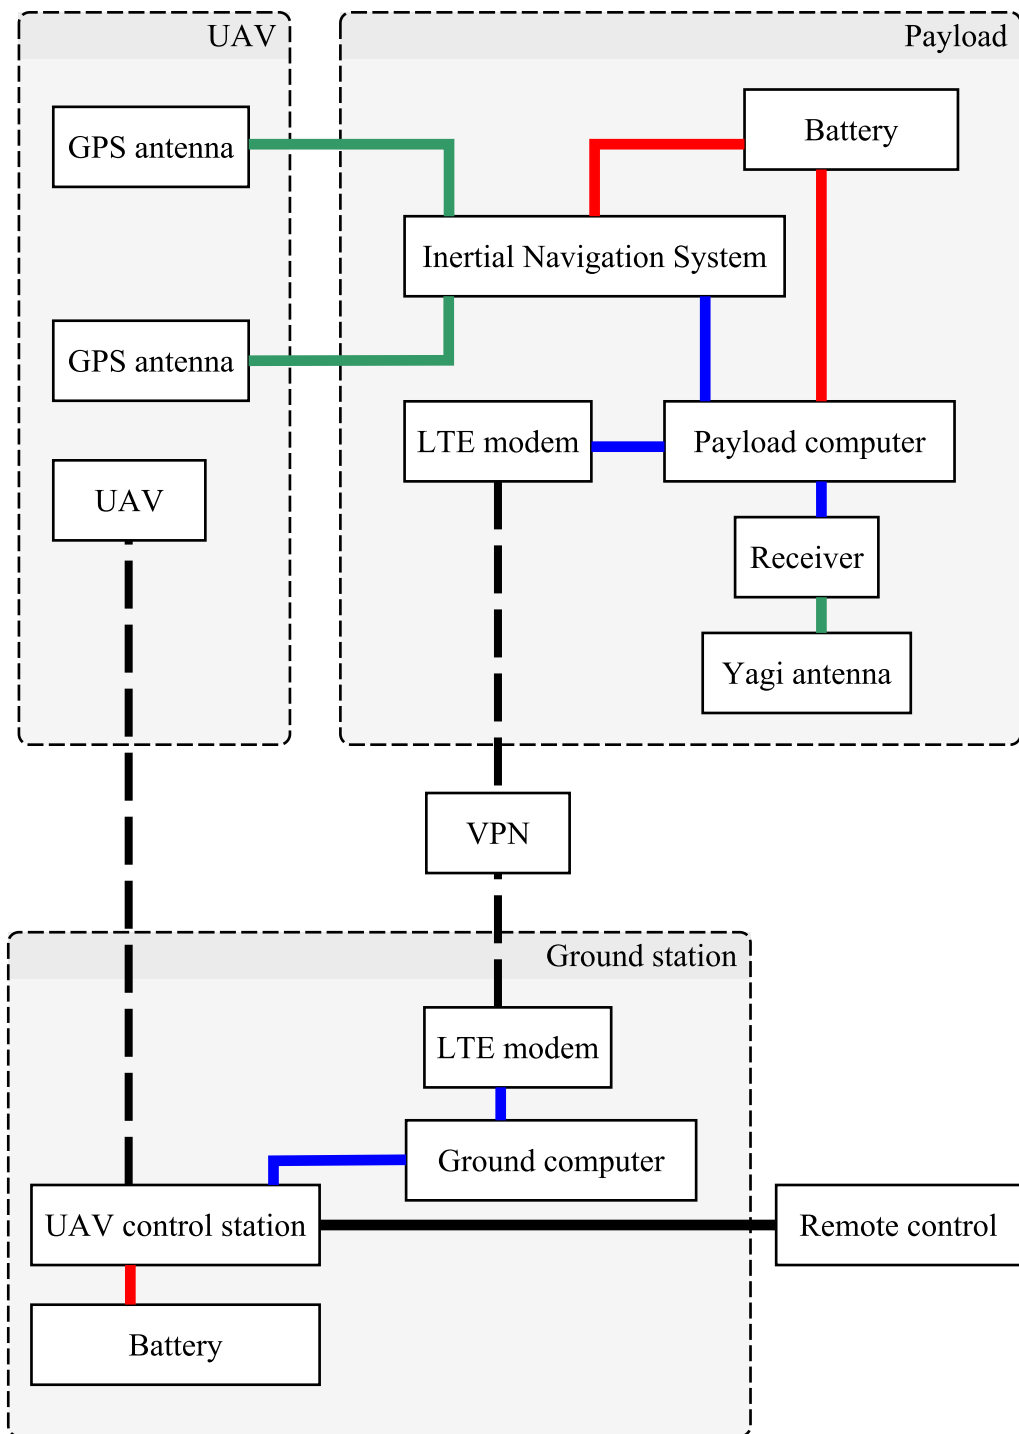 UAV
Payload
GPS antenna
Battery
Inertial Navigation System
GPS antenna
LTE modem
Payload computer
UAV
Receiver
Yagi antenna
VPN
Ground station
LTE modem
Ground computer
UAV control station
Remote control
Battery